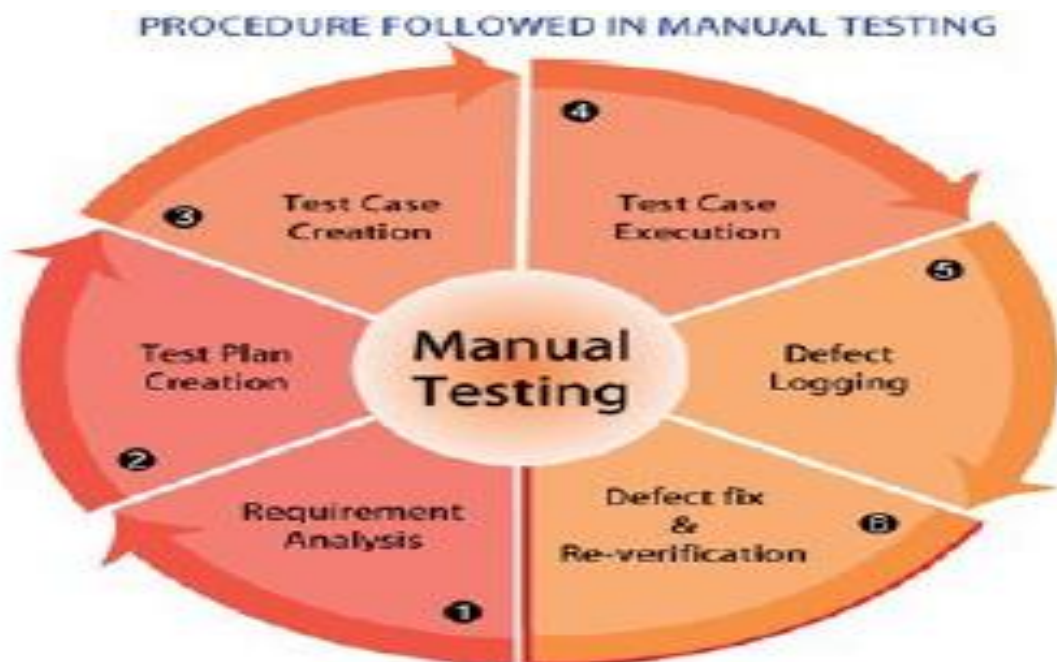 PROCEDURE FOLLOWED IN MANUAL TESTING
1
Requirement
Analysis
2
Test Plan
Creation
3
Test Case
Creation
4
Test Case
Execution
5
Defect
Logging
6
Defect fix
&
Re-verification
Manual
Testing